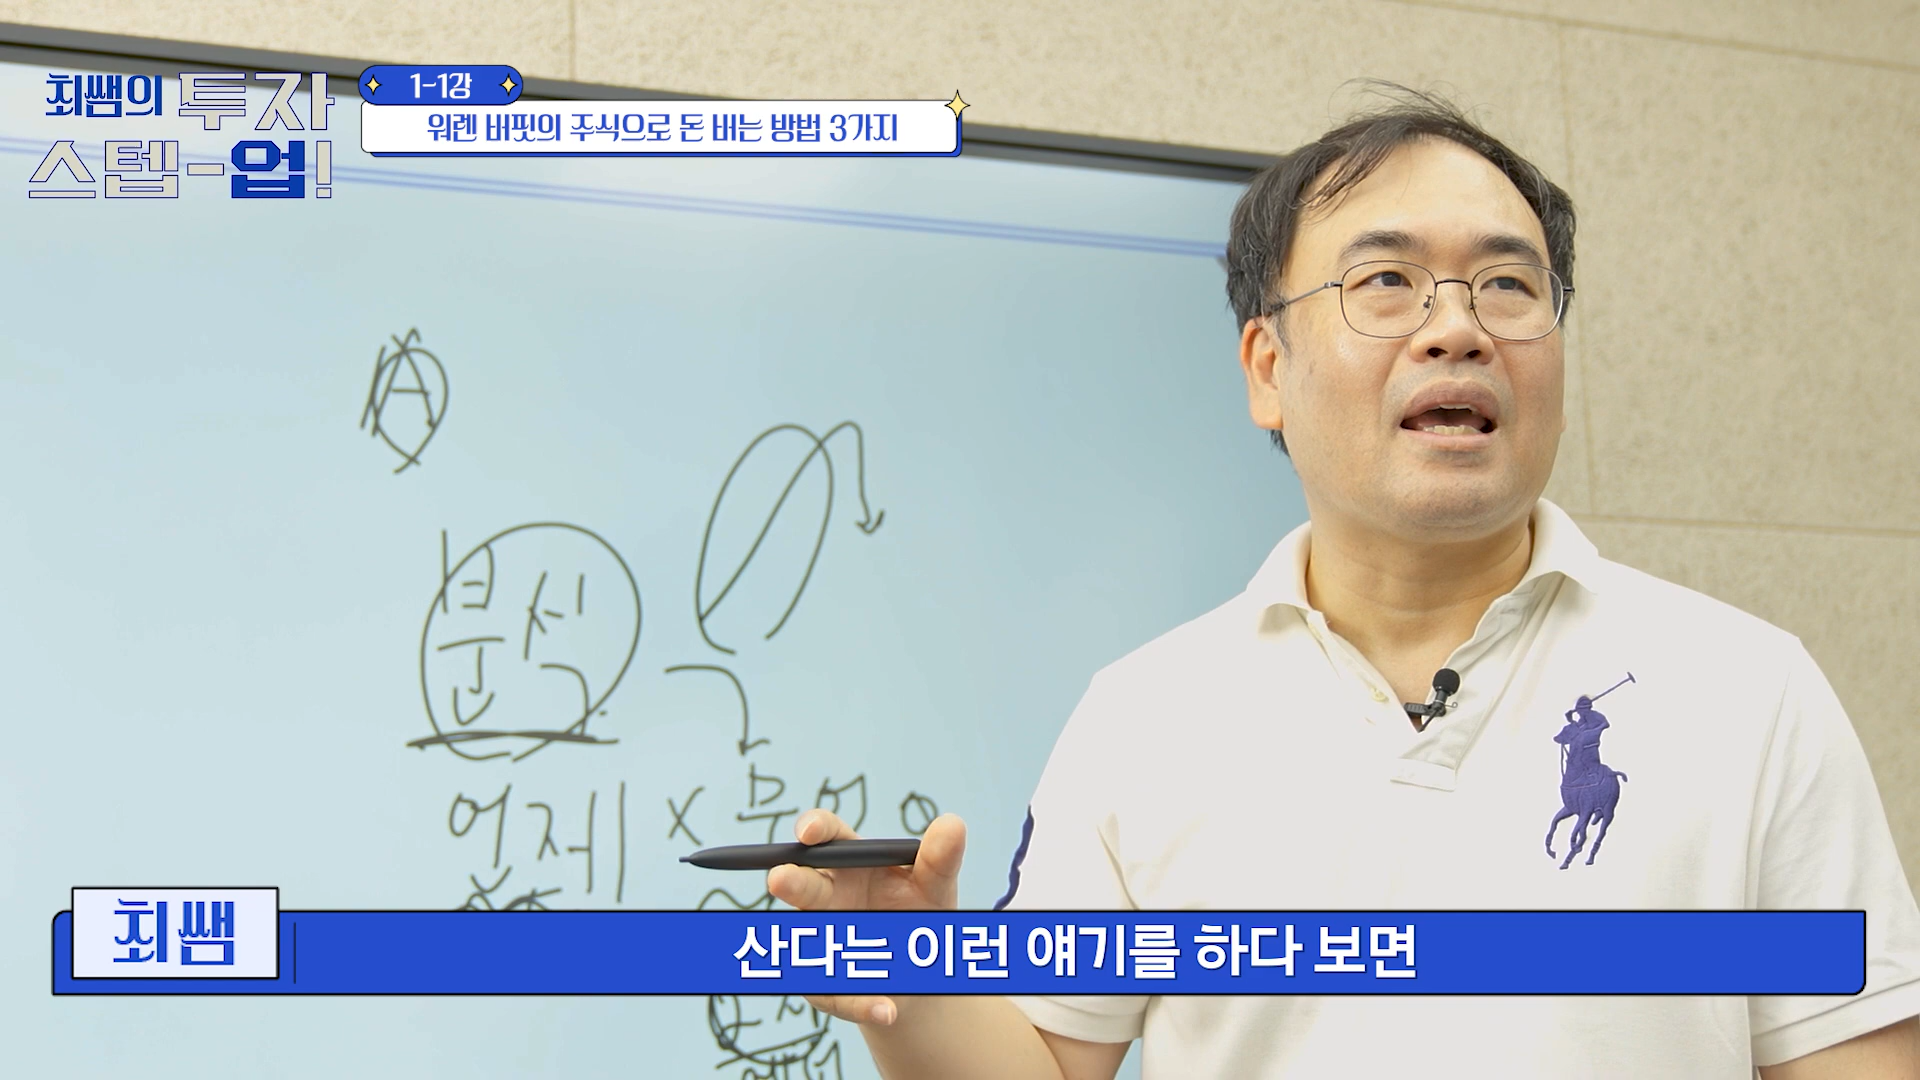 최쌤의 투자
스텝-업!
1-1강
워렌 버핏의 주식으로 돈 버는 방법 3가지
A
분석
언제 X 무엇 O
최쌤
산다는 이런 얘기를 하다 보면